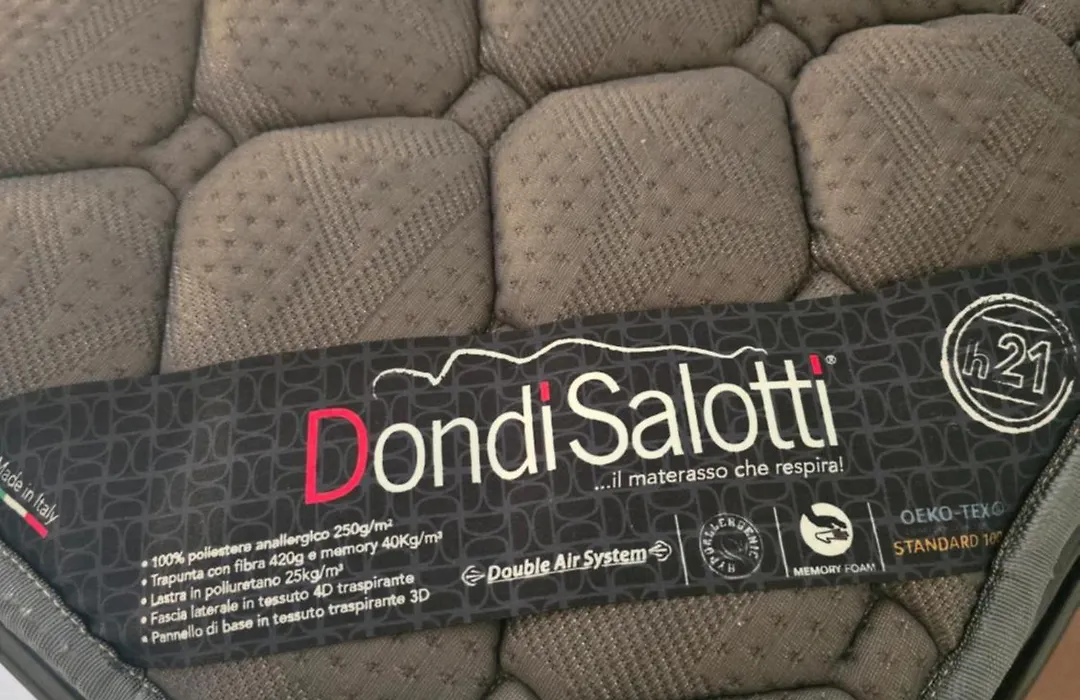 DondiSalotti®
...il materasso che respira!
h21
Made in Italy
• 100% poliestere anallergico 250g/m²
• Trapunta con fibra 420g e memory 40Kg/m³
• Lastra in poliuretano 25kg/m³
• Fascia laterale in tessuto 4D traspirante
• Pannello di base in tessuto traspirante 3D
Double Air System
HYPOALLERGENIC
MEMORY FOAM
OEKO-TEX®
STANDARD 100